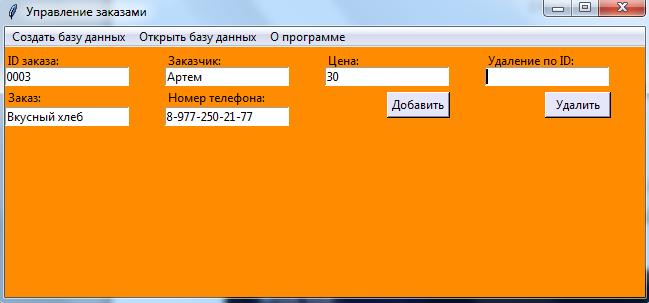 Управление заказами
Создать базу данных Открыть базу данных О программе
ID заказа: Заказчик: Цена: Удаление по ID:
0003 Артем 30
Заказ: Номер телефона: Добавить Удалить
Вкусный хлеб 8-977-250-21-77